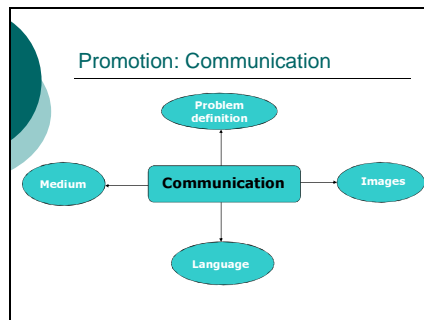 Promotion: Communication
Problem
definition
Medium
Communication
Images
Language